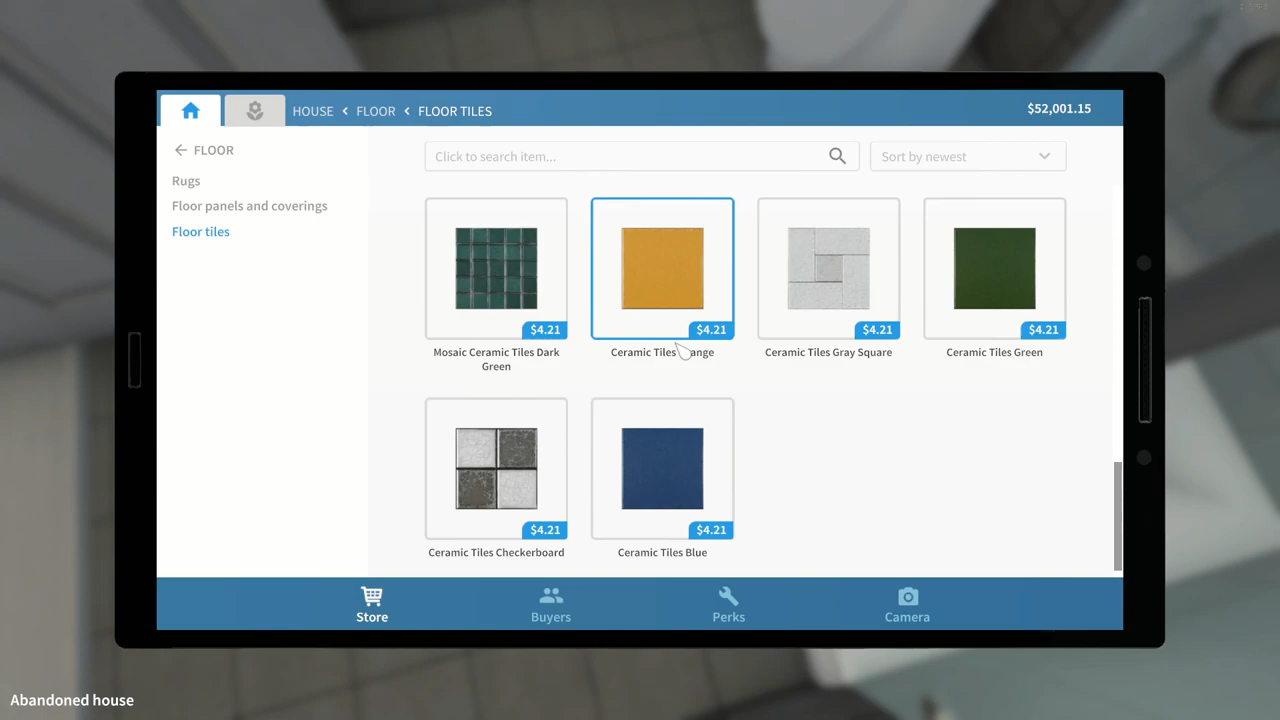 HOUSE < FLOOR < FLOOR TILES
$52,001.15
FLOOR
Rugs
Floor panels and coverings
Floor tiles
Click to search item...
Sort by newest
$4.21
$4.21
$4.21
$4.21
Mosaic Ceramic Tiles Dark Green
Ceramic Tiles
Ceramic Tiles Gray Square
Ceramic Tiles Green
$4.21
$4.21
Ceramic Tiles Checkerboard
Ceramic Tiles Blue
Store
Buyers
Perks
Camera
Abandoned house